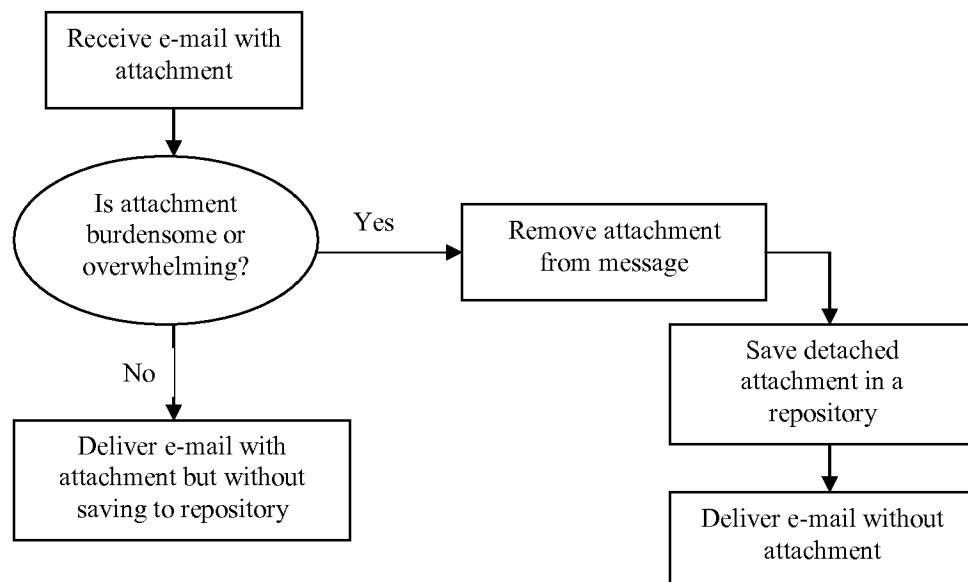 Receive e-mail with
attachment
Is attachment
burdensome or
overwhelming?
Yes
Remove attachment
from message
Save detached
attachment in a
repository
No
Deliver e-mail with
attachment but without
saving to repository
Deliver e-mail without
attachment